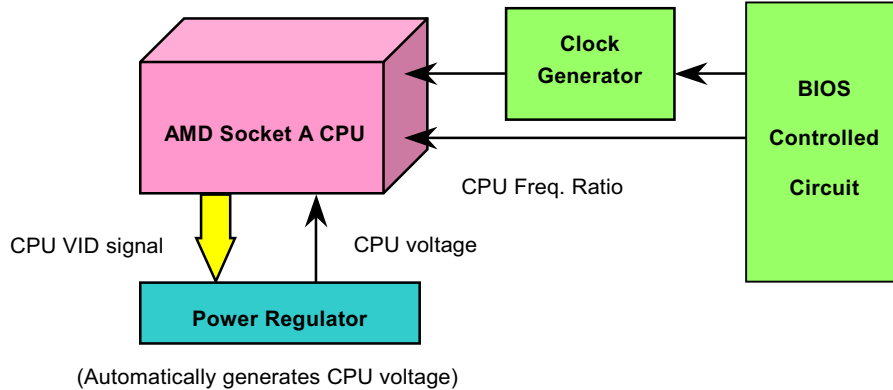 Clock
Generator
BIOS
Controlled
Circuit
AMD Socket A CPU
CPU Freq. Ratio
CPU VID signal
CPU voltage
Power Regulator
(Automatically generates CPU voltage)